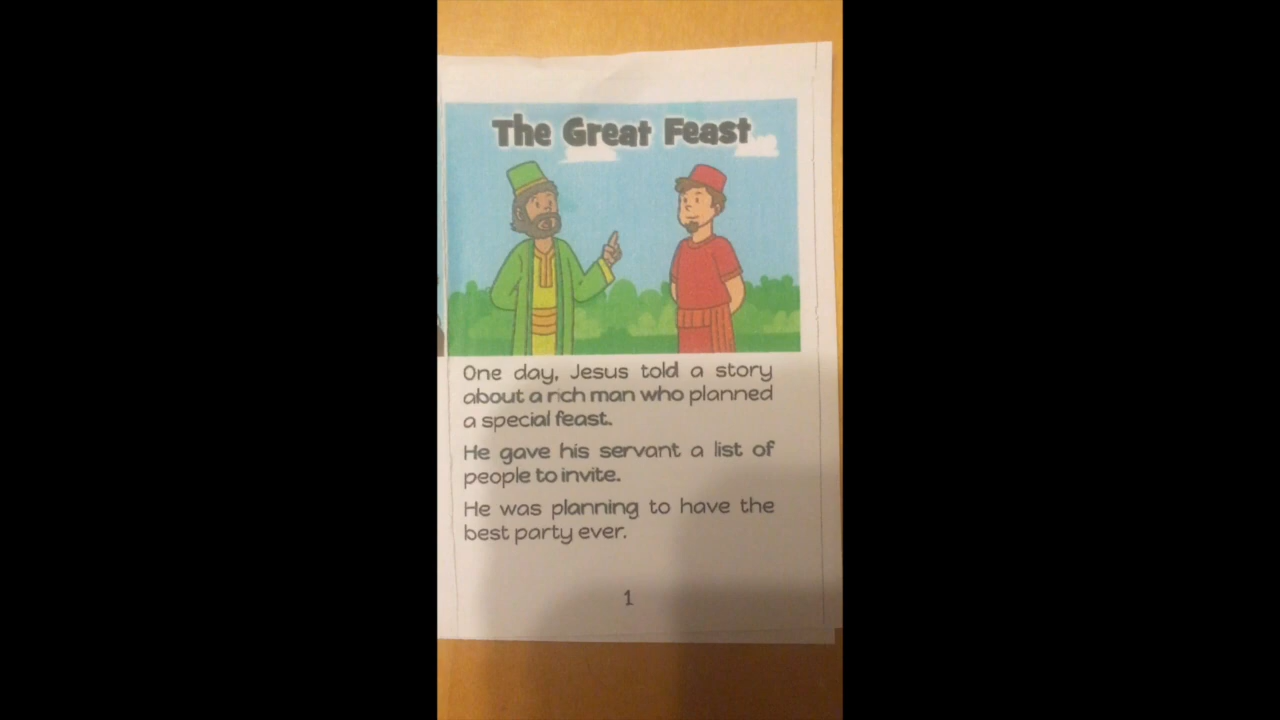 The Great Feast
One day, Jesus told a story
about a rich man who planned
a special feast.
He gave his servant a list of
people to invite.
He was planning to have the
best party ever.
1